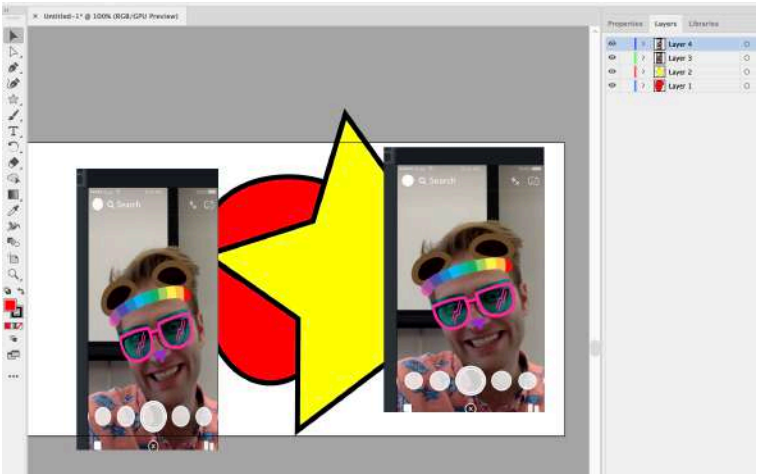 × Untitled-1* @ 100% (RGB/GPU Preview)
Properties Layers Libraries
Layer 4
Layer 3
Layer 2
Layer 1
Search
Search